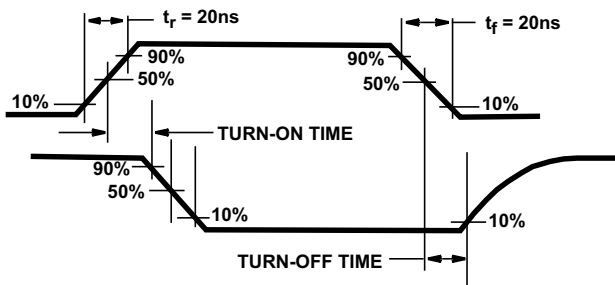 tr = 20ns
tf = 20ns
90%
90%
50%
50%
10%
10%
TURN-ON TIME
90%
50%
10%
10%
TURN-OFF TIME